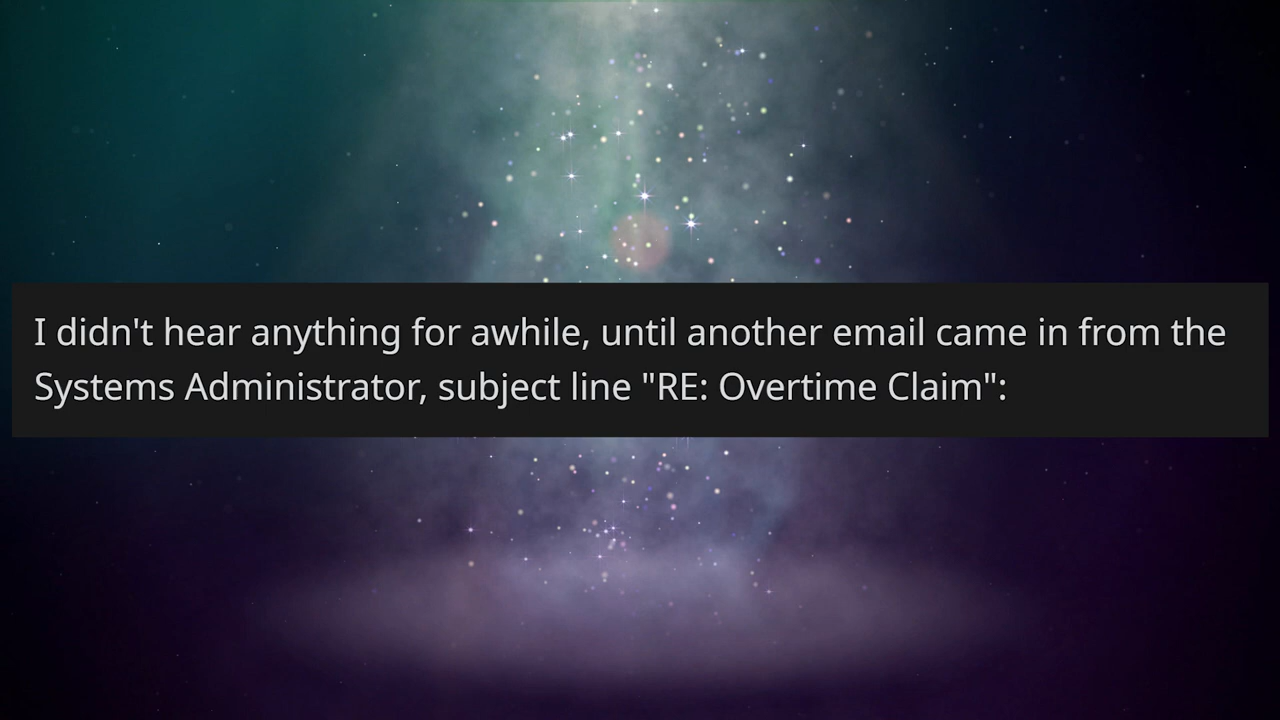 I didn't hear anything for awhile, until another email came in from the
Systems Administrator, subject line "RE: Overtime Claim":